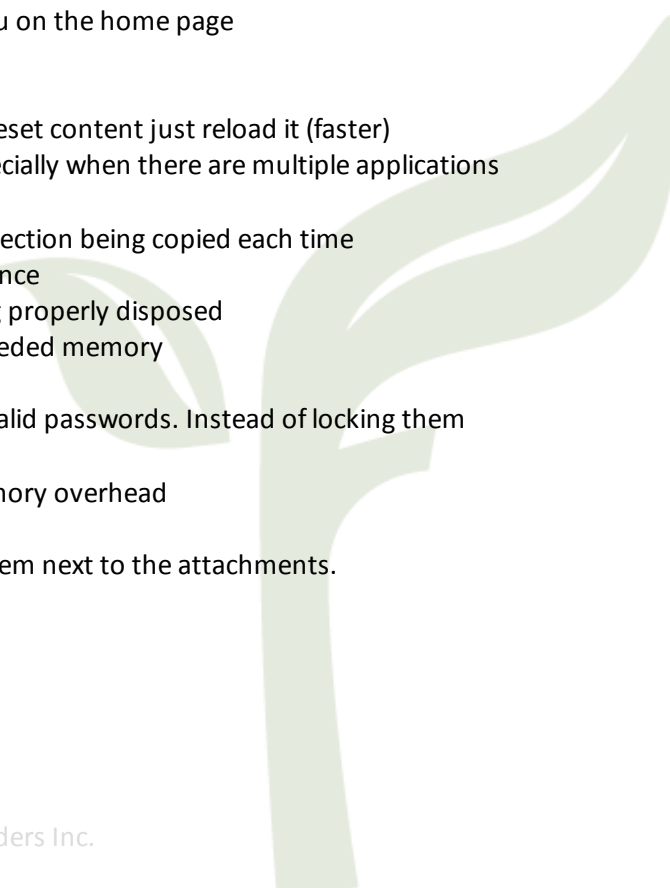 u on the home page
eset content just reload it (faster)
ecially when there are multiple applications
ection being copied each time
nce
g properly disposed
eded memory
alid passwords. Instead of locking them
nory overhead
em next to the attachments.
ders Inc.